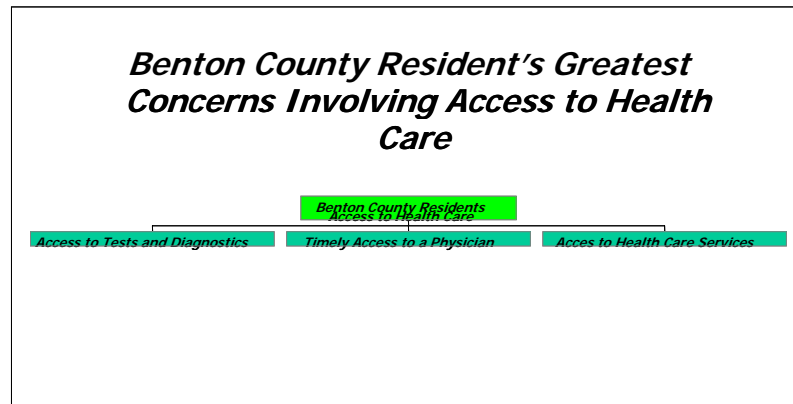 Benton County Resident's Greatest
Concerns Involving Access to Health
Care
Benton County Residents
Access to Health Care
Access to Tests and Diagnostics
Timely Access to a Physician
Acces to Health Care Services